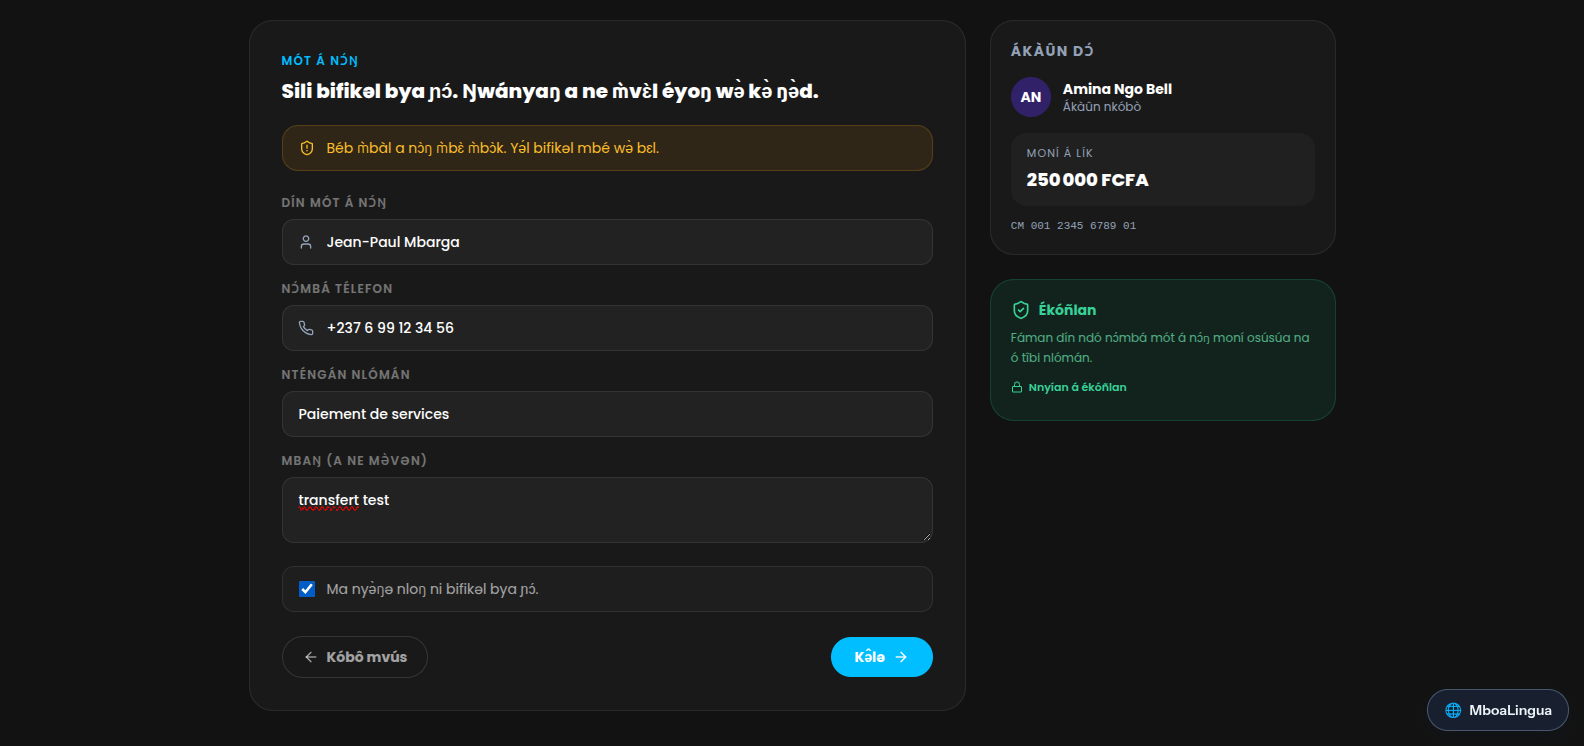 MÓT Á NƆ́Ŋ
Sili bifikəl bya ɲɔ́. Ŋwányaŋ a ne m̀vɛ̀l éyoŋ wə̀ kə̀ ŋə̀d.
Béb m̀bàl a nɔ̀ŋ m̀bɛ̀ m̀bɔ̀k. Yə́l bifikəl mbé wə̀ bɛl.
DÍN MÓT Á NƆ́Ŋ
Jean-Paul Mbarga
NƆ́MBÁ TÉLEFON
+237 6 99 12 34 56
NTÉNGÁN NLÓMÁN
Paiement de services
MBAŊ (A NE MƏ̀VƏN)
transfert test
Ma nyə̀ŋə nloŋ ni bifikəl bya ɲɔ́.
Kóbô mvús
Kə̂lə
ÁKÀÛN DƆ́
AN
Amina Ngo Bell
Ákàûn nkóbô
MONÍ Á LÍK
250 000 FCFA
CM 001 2345 6789 01
Ékóñlan
Fáman dín ndó nɔ́mbá mót á nɔ́ŋ moní osúsúa na
ó tîbi nlómán.
Nnyían á ékóñlan
MboaLingua